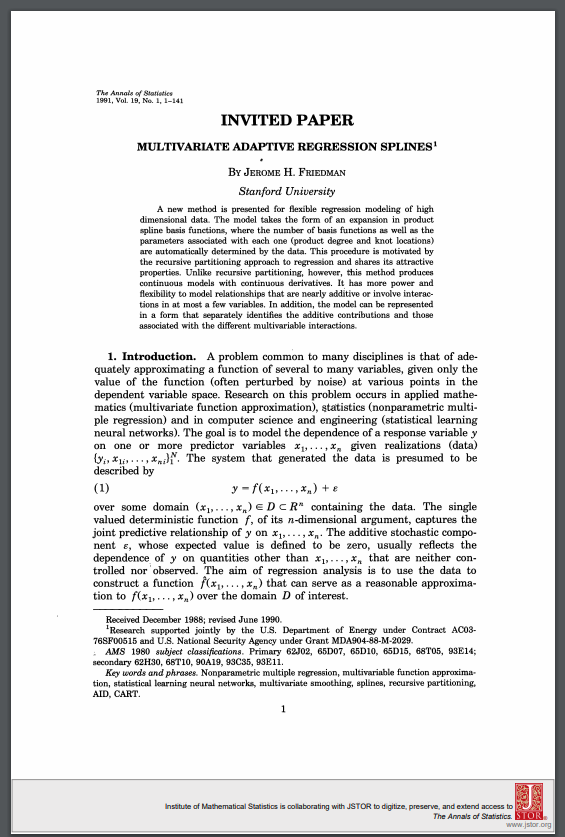 The Annals of Statistics
1991, Vol. 19, No. 1, 1–141
INVITED PAPER
MULTIVARIATE ADAPTIVE REGRESSION SPLINES¹
BY JEROME H. FRIEDMAN
Stanford University
A new method is presented for flexible regression modeling of high
dimensional data. The model takes the form of an expansion in product
spline basis functions, where the number of basis functions as well as the
parameters associated with each one (product degree and knot locations)
are automatically determined by the data. This procedure is motivated by
the recursive partitioning approach to regression and shares its attractive
properties. Unlike recursive partitioning, however, this method produces
continuous models with continuous derivatives. It has more power and
flexibility to model relationships that are nearly additive or involve interac-
tions in at most a few variables. In addition, the model can be represented
in a form that separately identifies the additive contributions and those
associated with the different multivariable interactions.
1. Introduction. A problem common to many disciplines is that of ade-
quately approximating a function of several to many variables, given only the
value of the function (often perturbed by noise) at various points in the
dependent variable space. Research on this problem occurs in applied mathe-
matics (multivariate function approximation), statistics (nonparametric multi-
ple regression) and in computer science and engineering (statistical learning
neural networks). The goal is to model the dependence of a response variable y
on one or more predictor variables x₁, . . . , xₙ given realizations (data)
{yᵢ, x₁ᵢ, . . . , xₙᵢ}₁ᴺ. The system that generated the data is presumed to be
described by
(1) y = f(x₁, . . . , xₙ) + ε
over some domain (x₁, . . . , xₙ) ∈ D ⊂ Rⁿ containing the data. The single
valued deterministic function f, of its n-dimensional argument, captures the
joint predictive relationship of y on x₁, . . . , xₙ. The additive stochastic compo-
nent ε, whose expected value is defined to be zero, usually reflects the
dependence of y on quantities other than x₁, . . . , xₙ that are neither con-
trolled nor observed. The aim of regression analysis is to use the data to
construct a function f̂(x₁, . . . , xₙ) that can serve as a reasonable approxima-
tion to f(x₁, . . . , xₙ) over the domain D of interest.
Received December 1988; revised June 1990.
¹Research supported jointly by the U.S. Department of Energy under Contract AC03-
76SF00515 and U.S. National Security Agency under Grant MDA904-88-M-2029.
AMS 1980 subject classifications. Primary 62J02, 65D07, 65D10, 65D15, 68T05, 93E14;
secondary 62H30, 68T10, 90A19, 93C35, 93E11.
Key words and phrases. Nonparametric multiple regression, multivariable function approxima-
tion, statistical learning neural networks, multivariate smoothing, splines, recursive partitioning,
AID, CART.
1
Institute of Mathematical Statistics is collaborating with JSTOR to digitize, preserve, and extend access to
The Annals of Statistics.
JSTOR
®
www.jstor.org